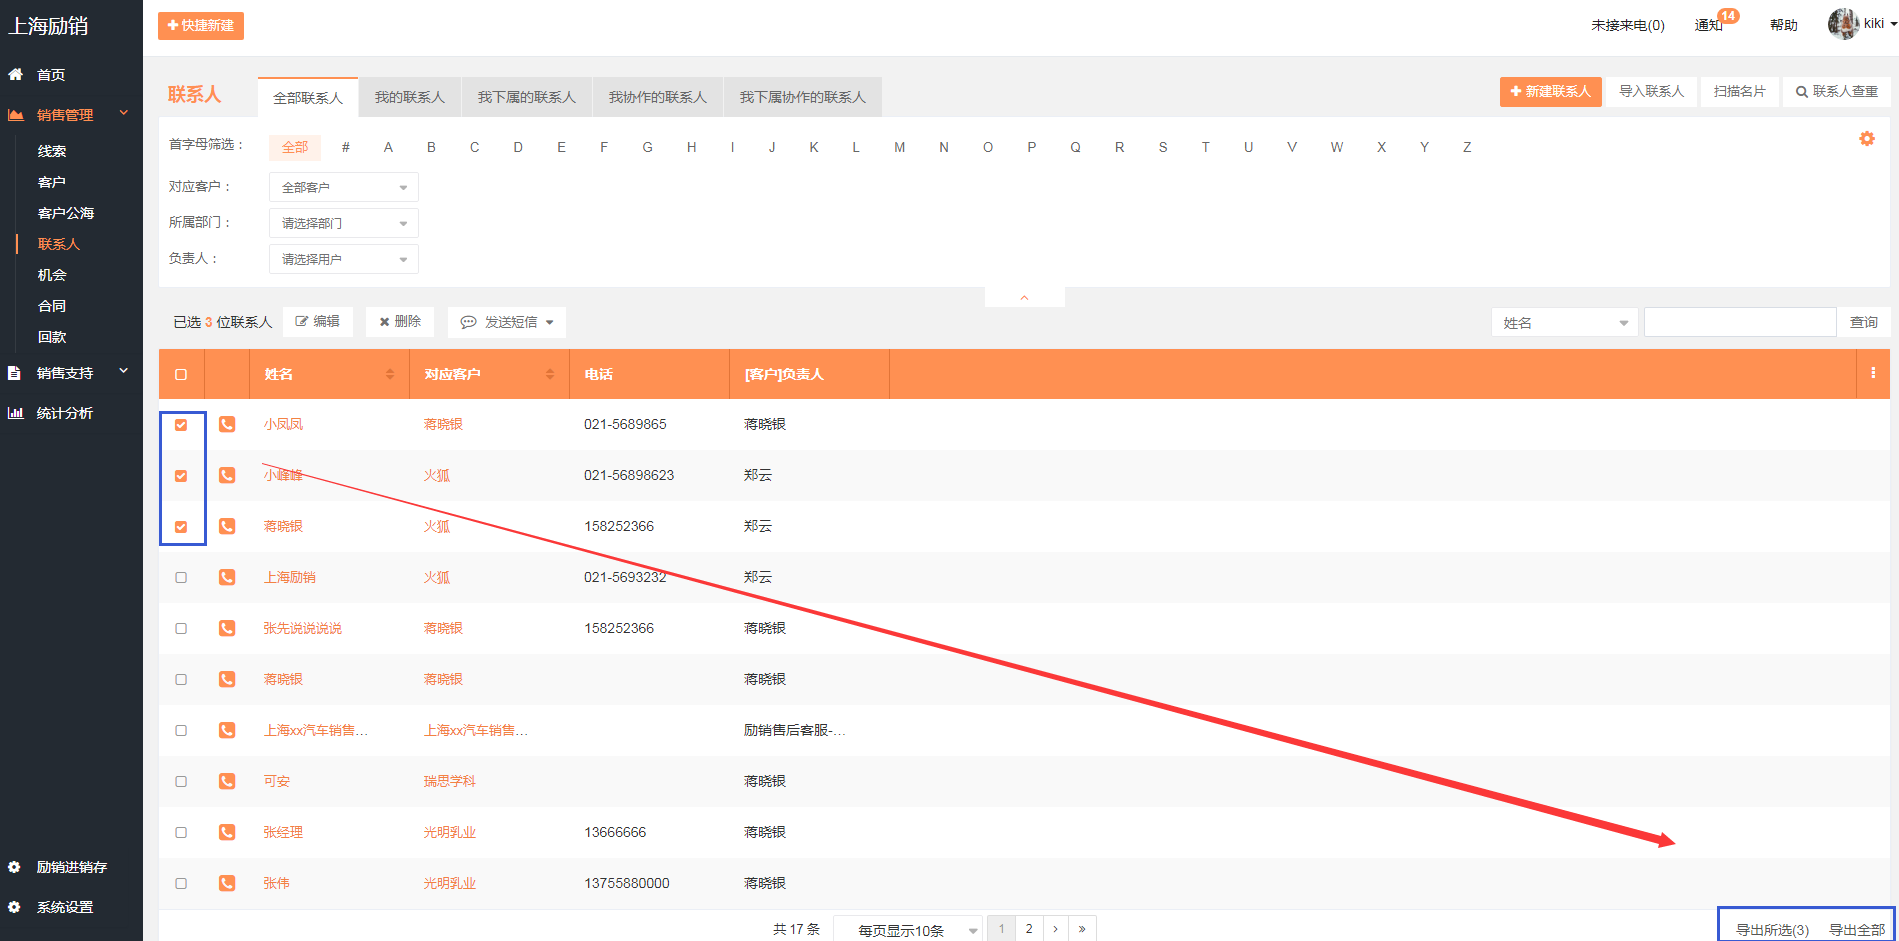 上海励销
快捷新建
未接来电(0) 通知 14 帮助 kiki
首页
销售管理
线索
客户
客户公海
联系人
机会
合同
回款
销售支持
统计分析
励销进销存
系统设置
联系人 全部联系人 我的联系人 我下属的联系人 我协作的联系人 我下属协作的联系人 新建联系人 导入联系人 扫描名片 联系人查重
首字母筛选： 全部 # A B C D E F G H I J K L M N O P Q R S T U V W X Y Z
对应客户： 全部客户
所属部门： 请选择部门
负责人： 请选择用户
已选 3 位联系人 编辑 删除 发送短信 姓名 查询
姓名 对应客户 电话 [客户]负责人
小凤凤 蒋晓银 021-5689865 蒋晓银
小峰峰 火狐 021-56898623 郑云
蒋晓银 火狐 158252366 郑云
上海励销 火狐 021-5693232 郑云
张先说说说说 蒋晓银 158252366 蒋晓银
蒋晓银 蒋晓银 蒋晓银
上海xx汽车销售… 上海xx汽车销售… 励销售后客服-…
可安 瑞思学科 蒋晓银
张经理 光明乳业 13666666 蒋晓银
张伟 光明乳业 13755880000 蒋晓银
共 17 条 每页显示10条 1 2 › » 导出所选(3) 导出全部